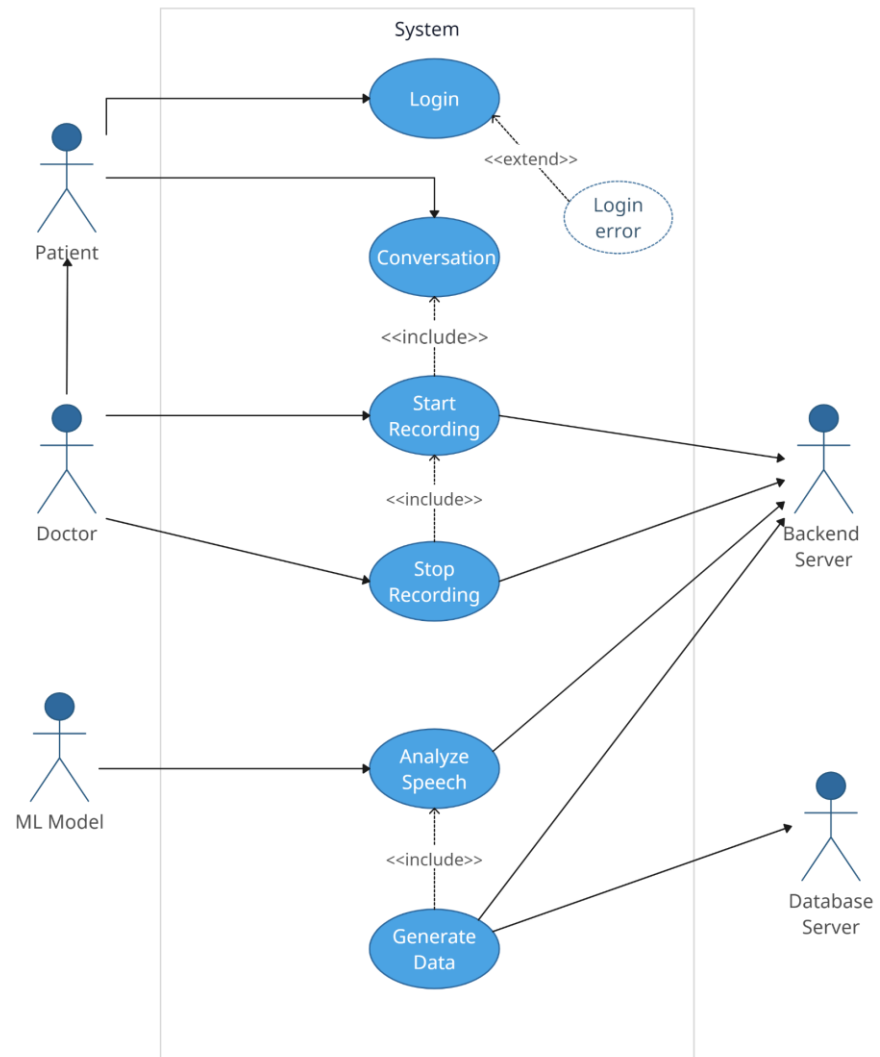 System
Login
<<extend>>
Login
error
Patient
Conversation
<<include>>
Start
Recording
<<include>>
Doctor
Backend
Server
Stop
Recording
Analyze
Speech
ML Model
<<include>>
Database
Server
Generate
Data